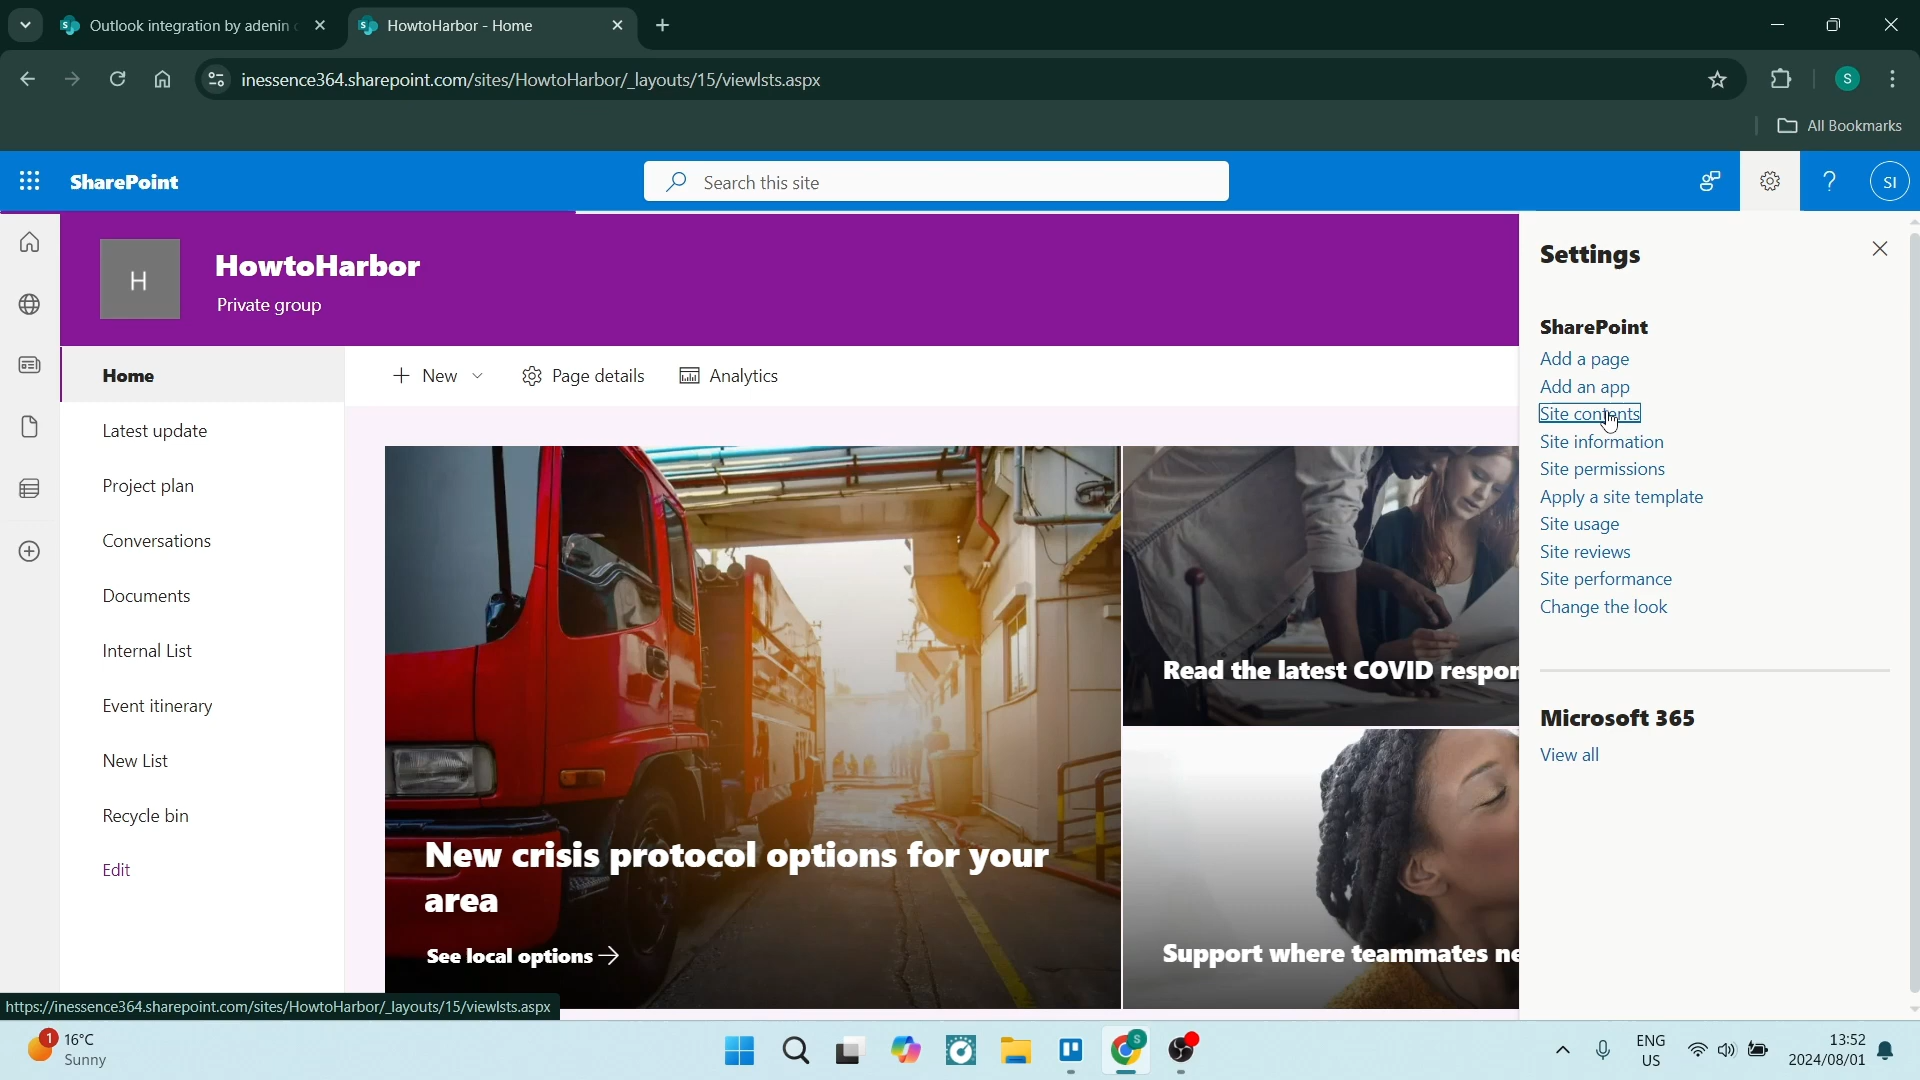 Outlook integration by adenin
HowtoHarbor - Home
inessence364.sharepoint.com/sites/HowtoHarbor/_layouts/15/viewlsts.aspx
S
All Bookmarks
SharePoint
Search this site
?
SI
H
HowtoHarbor
Private group
Home
Latest update
Project plan
Conversations
Documents
Internal List
Event itinerary
New List
Recycle bin
Edit
New
Page details
Analytics
New crisis protocol options for your
area
See local options
Read the latest COVID respon
Support where teammates ne
Settings
SharePoint
Add a page
Add an app
Site contents
Site information
Site permissions
Apply a site template
Site usage
Site reviews
Site performance
Change the look
Microsoft 365
View all
https://inessence364.sharepoint.com/sites/HowtoHarbor/_layouts/15/viewlsts.aspx
1
16°C
Sunny
S
ENG
US
13:52
2024/08/01